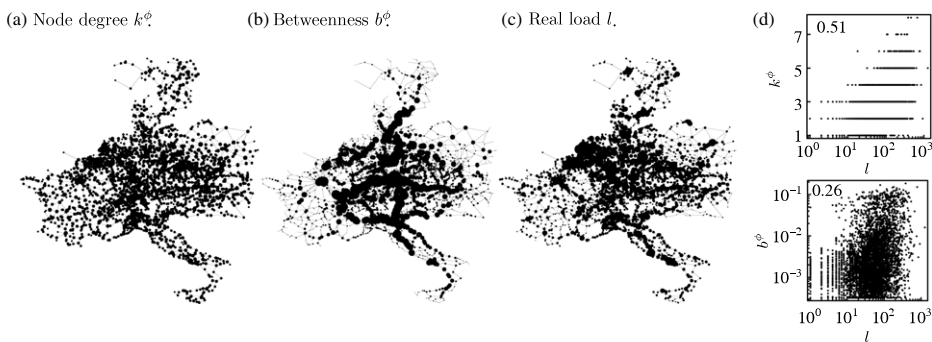 (a) Node degree k^ϕ.
(b) Betweenness b^ϕ.
(c) Real load l.
(d)
0.51
7
5
3
1
k^ϕ
10^0 10^1 10^2 10^3
l
0.26
10^-1
10^-2
10^-3
b^ϕ
10^0 10^1 10^2 10^3
l